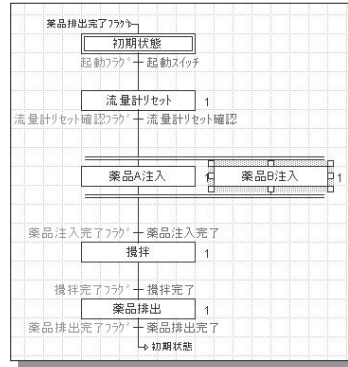 薬品排出完了フラグ
初期状態
起動フラグ 起動スイッチ
流量計リセット 1
流量計リセット確認フラグ 流量計リセット確認
薬品A注入 1 薬品B注入 1
薬品注入完了フラグ 薬品注入完了
攪拌 1
攪拌完了フラグ 攪拌完了
薬品排出 1
薬品排出完了フラグ 薬品排出完了
初期状態